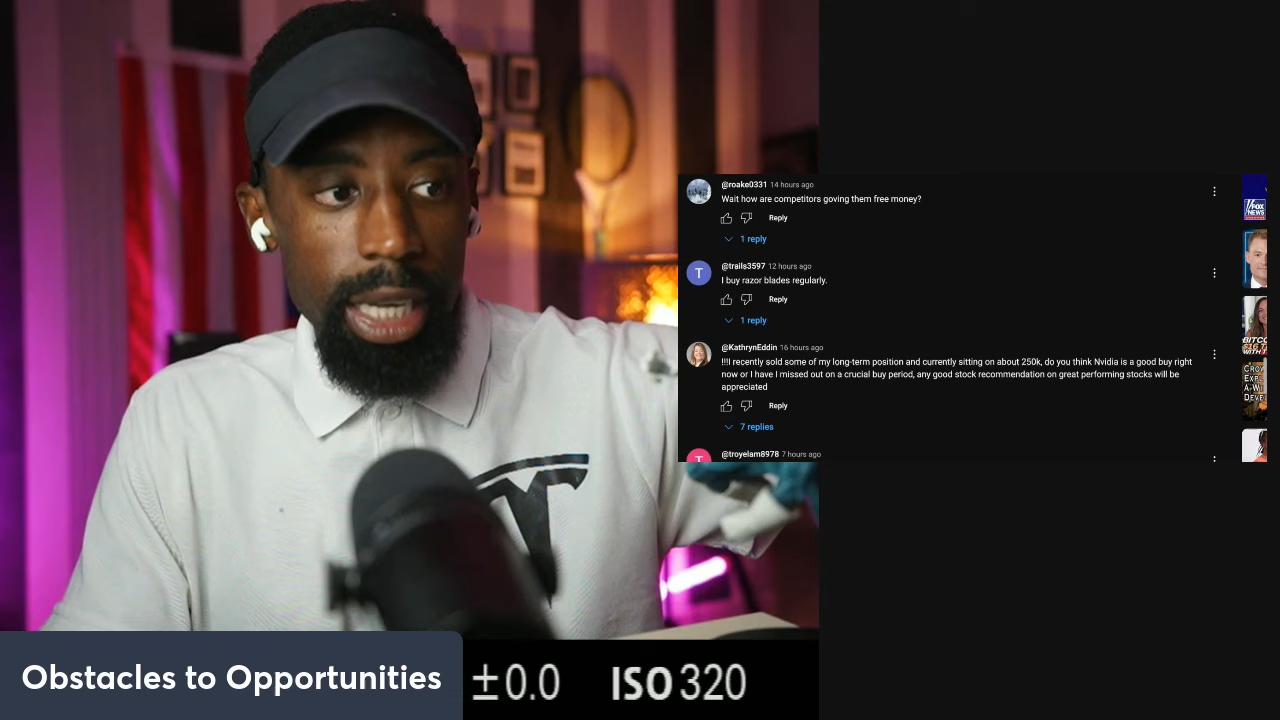 @roake0331 14 hours ago
Wait how are competitors goving them free money?
Reply
1 reply
T
@trails3597 12 hours ago
I buy razor blades regularly.
Reply
1 reply
@KathrynEddin 16 hours ago
!!!I recently sold some of my long-term position and currently sitting on about 250k, do you think Nvidia is a good buy right
now or I have I missed out on a crucial buy period, any good stock recommendation on great performing stocks will be
appreciated
Reply
7 replies
@troyelam8978 7 hours ago
FOX
NEWS
Obstacles to Opportunities
±0.0 ISO 320